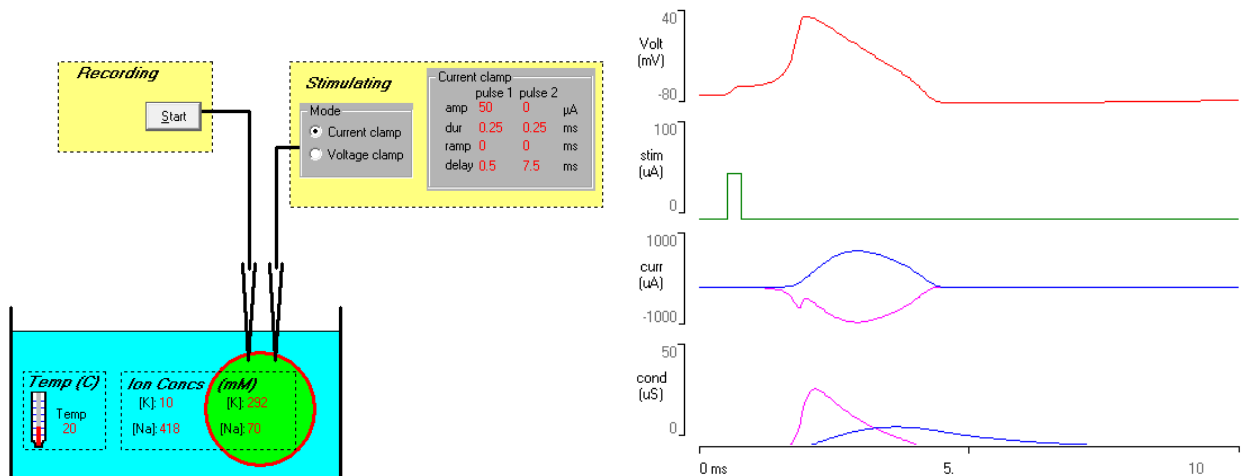 Recording
Start
Stimulating
Mode
Current clamp
Voltage clamp
Current clamp
pulse 1 pulse 2
amp 50 0 µA
dur 0.25 0.25 ms
ramp 0 0 ms
delay 0.5 7.5 ms
Temp (C)
Temp
20
Ion Concs (mM)
[K]: 10 [K]: 292
[Na]: 418 [Na]: 70
40
Volt
(mV)
-80
100
stim
(uA)
0
1000
curr
(uA)
-1000
50
cond
(uS)
0
0 ms 5. 10